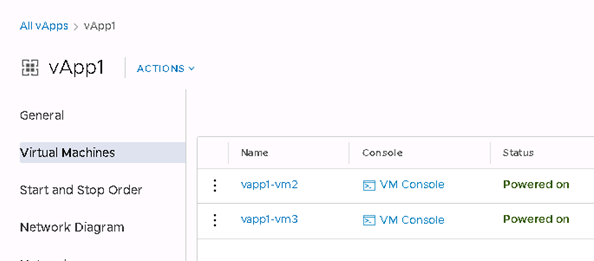 All vApps > vApp1
vApp1 ACTIONS
General
Virtual Machines
Start and Stop Order
Network Diagram
Name Console Status
vapp1-vm2 VM Console Powered on
vapp1-vm3 VM Console Powered on